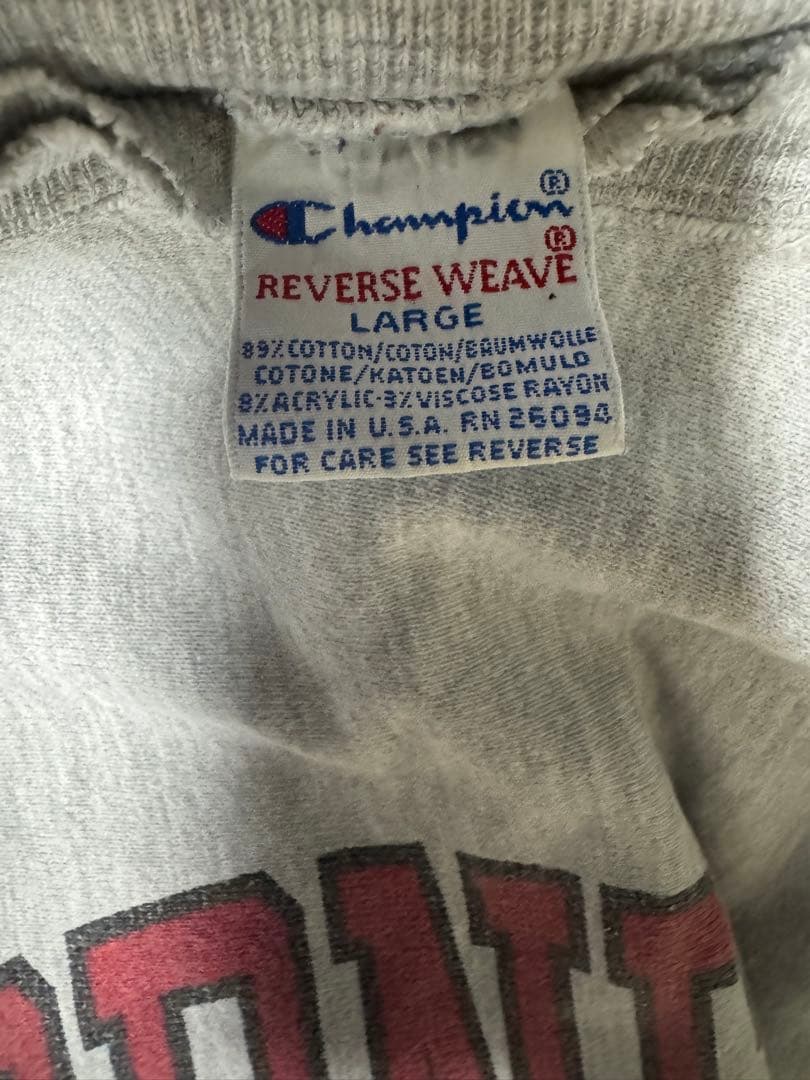 Champion®
REVERSE WEAVE®
LARGE
89%COTTON/COTON/BAUMWOLLE
COTONE/KATOEN/BOMULD
8%ACRYLIC-3%VISCOSE RAYON
MADE IN U.S.A. RN 26094
FOR CARE SEE REVERSE